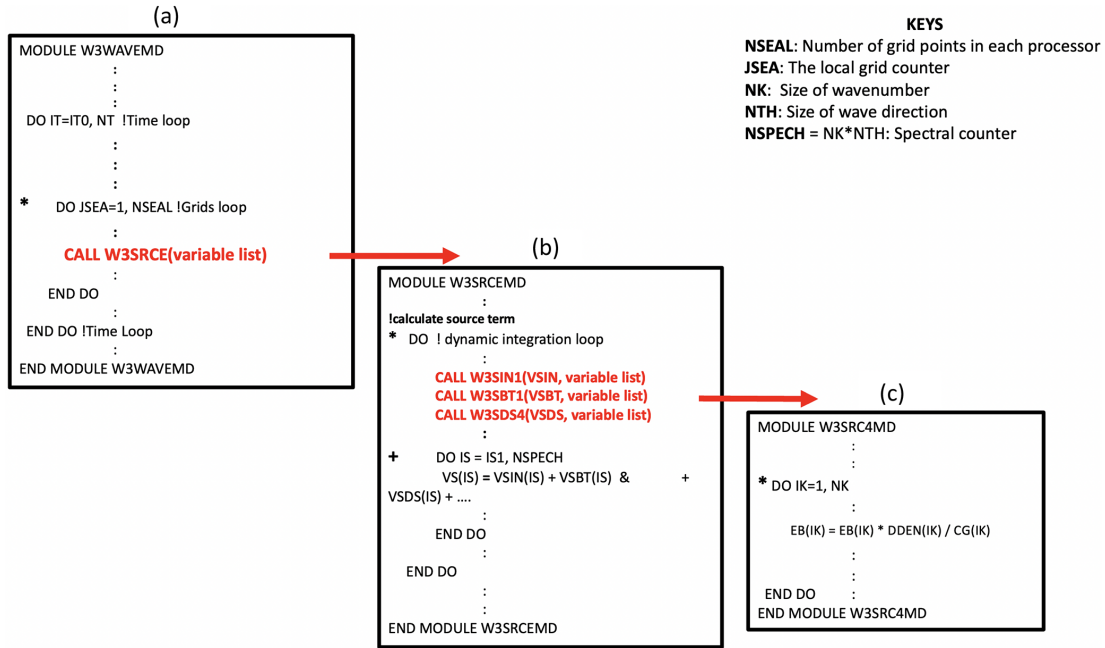 (a)
MODULE W3WAVEMD
:
:
:
DO IT=IT0, NT !Time loop
:
:
:
* DO JSEA=1, NSEAL !Grids loop
:
CALL W3SRCE(variable list)
:
END DO
:
END DO !Time Loop
:
END MODULE W3WAVEMD
KEYS
NSEAL: Number of grid points in each processor
JSEA: The local grid counter
NK: Size of wavenumber
NTH: Size of wave direction
NSPECH = NK*NTH: Spectral counter
(b)
MODULE W3SRCEMD
:
!calculate source term
* DO ! dynamic integration loop
:
CALL W3SIN1(VSIN, variable list)
CALL W3SBT1(VSBT, variable list)
CALL W3SDS4(VSDS, variable list)
:
+ DO IS = IS1, NSPECH
VS(IS) = VSIN(IS) + VSBT(IS) & +
VSDS(IS) + ....
:
END DO
:
END DO
:
:
END MODULE W3SRCEMD
(c)
MODULE W3SRC4MD
:
:
* DO IK=1, NK
:
EB(IK) = EB(IK) * DDEN(IK) / CG(IK)
:
:
END DO :
END MODULE W3SRC4MD